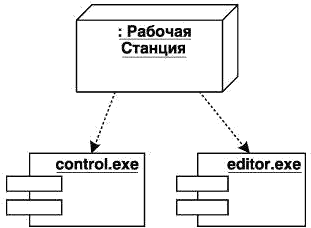 : Рабочая
Станция
control.exe
editor.exe